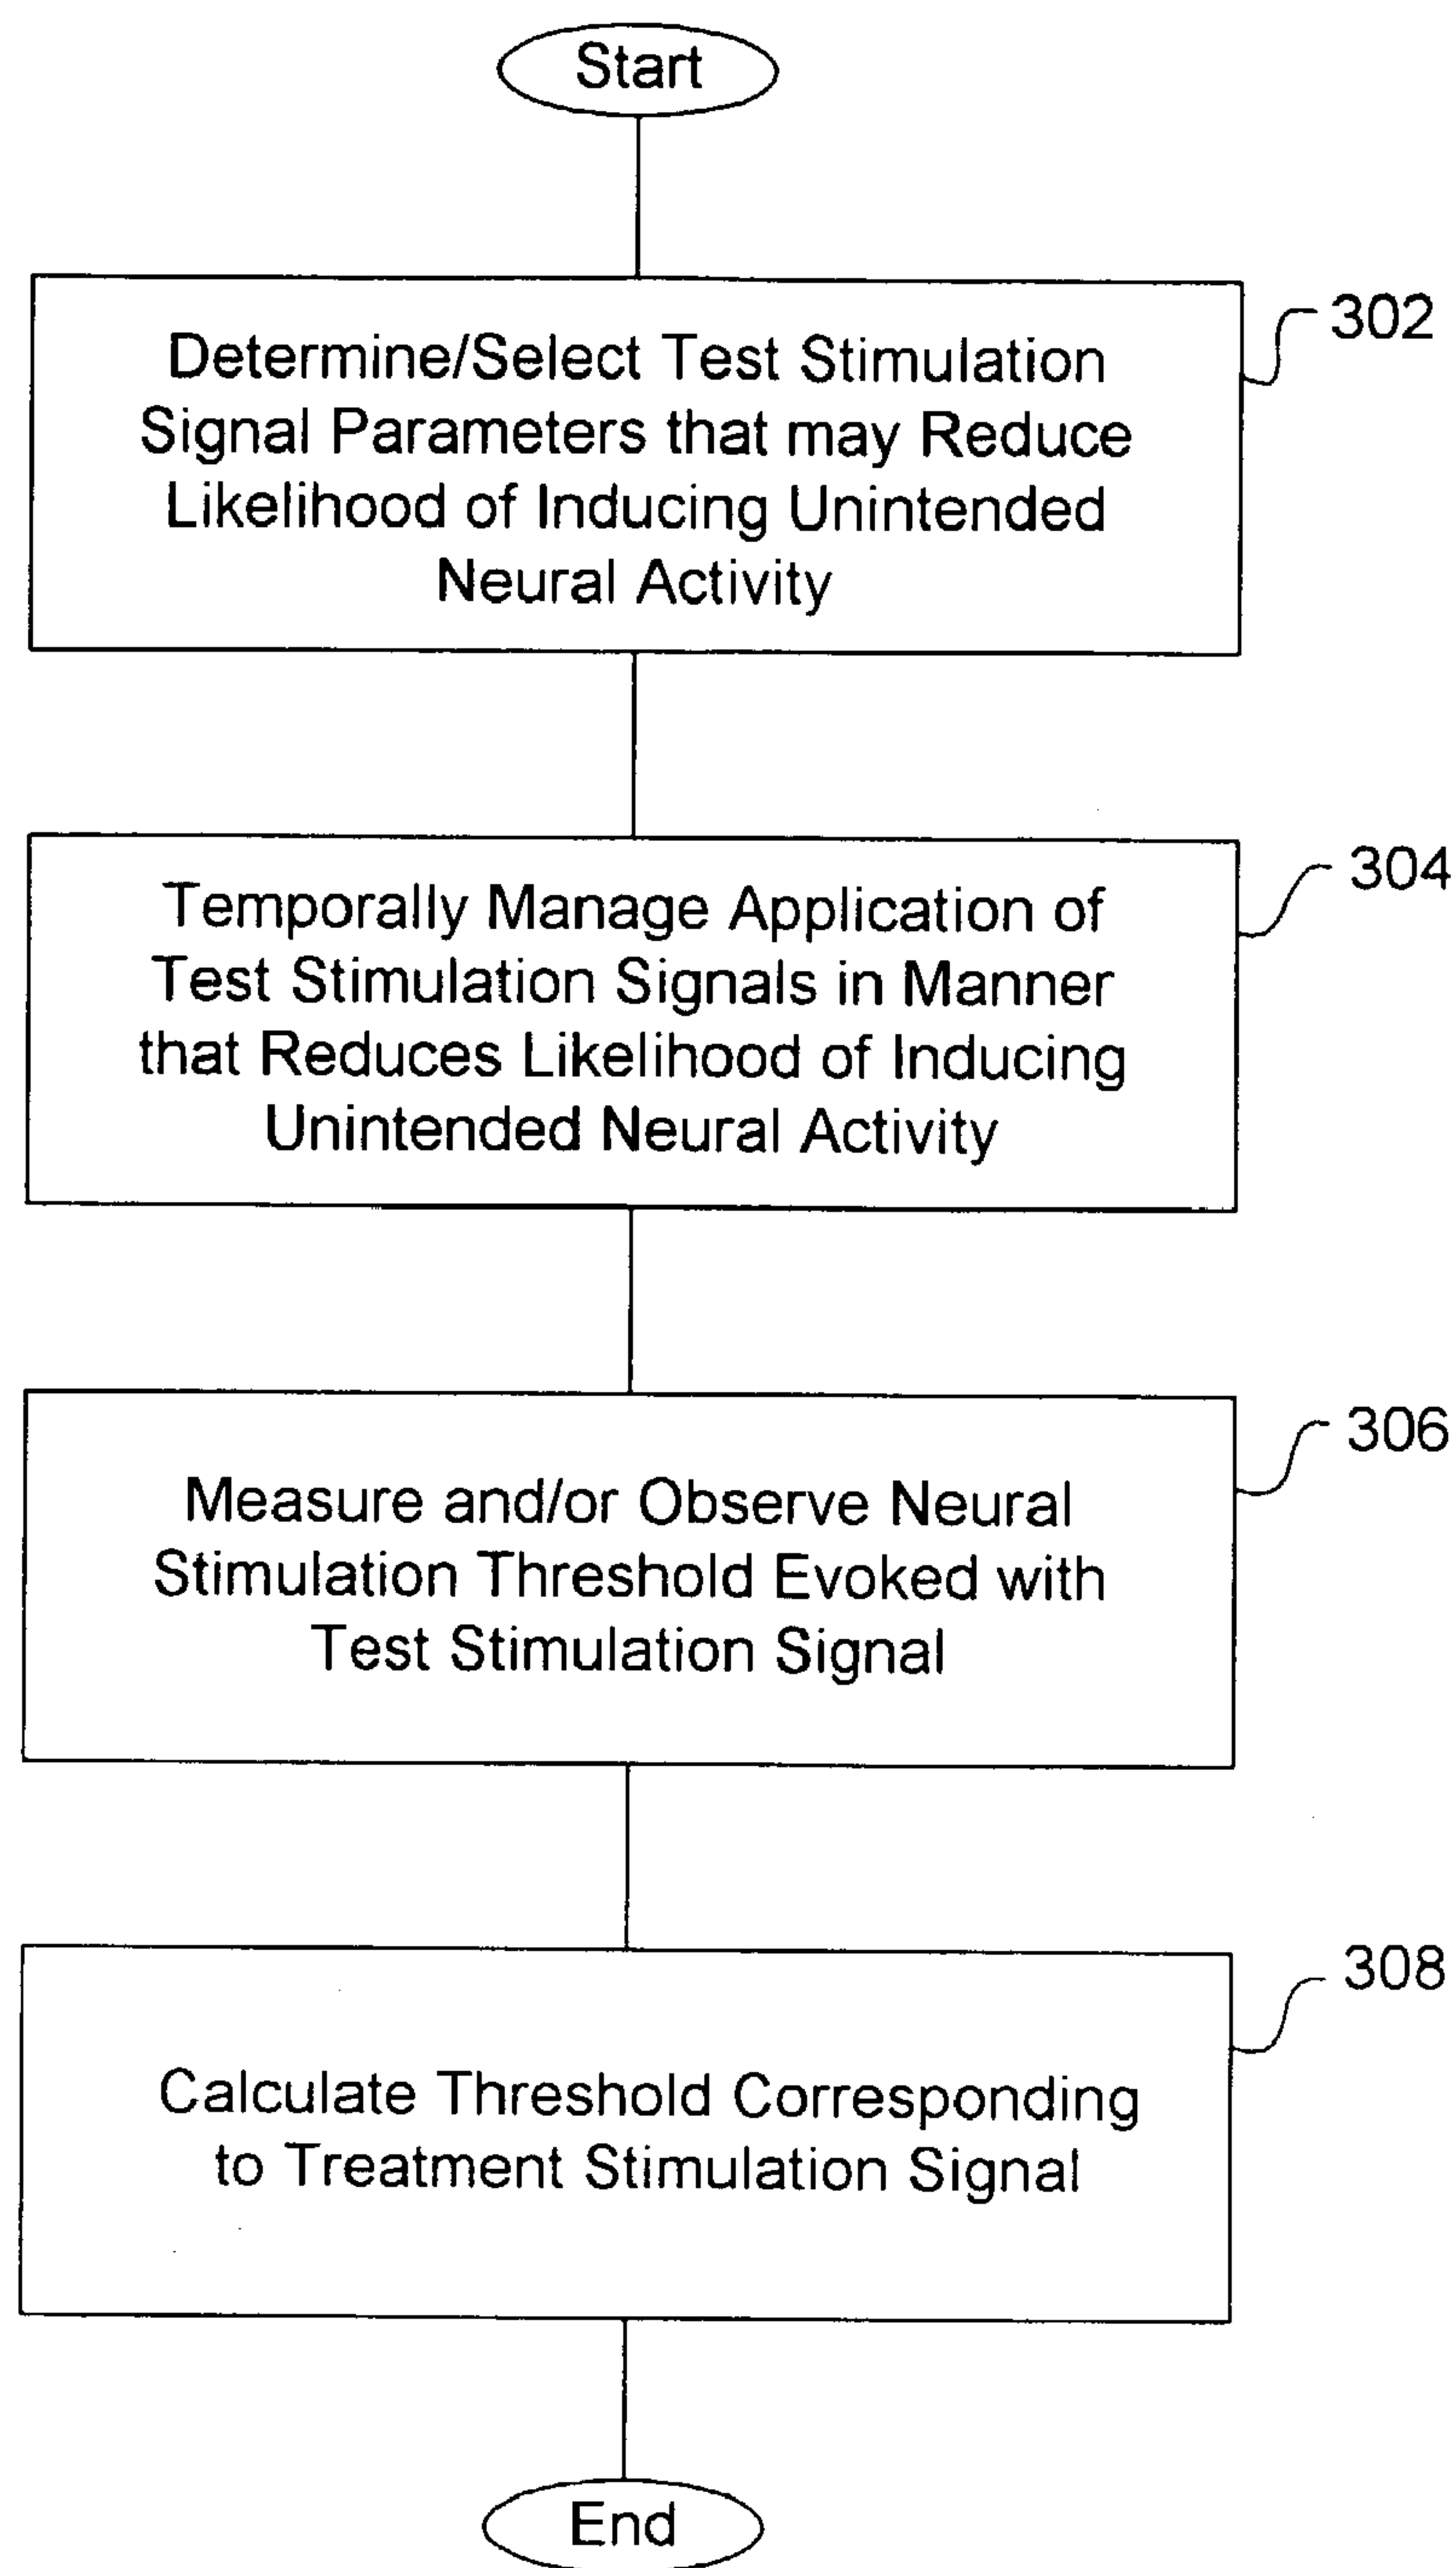 Start
Determine/Select Test Stimulation
Signal Parameters that may Reduce
Likelihood of Inducing Unintended
Neural Activity
302
Temporally Manage Application of
Test Stimulation Signals in Manner
that Reduces Likelihood of Inducing
Unintended Neural Activity
304
Measure and/or Observe Neural
Stimulation Threshold Evoked with
Test Stimulation Signal
306
Calculate Threshold Corresponding
to Treatment Stimulation Signal
308
End